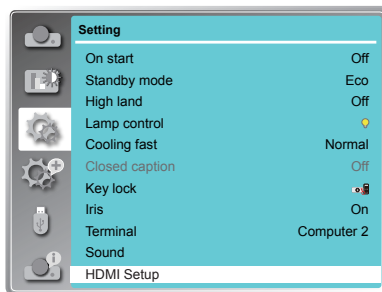 Setting
On start Off
Standby mode Eco
High land Off
Lamp control
Cooling fast Normal
Closed caption Off
Key lock
Iris On
Terminal Computer 2
Sound
HDMI Setup